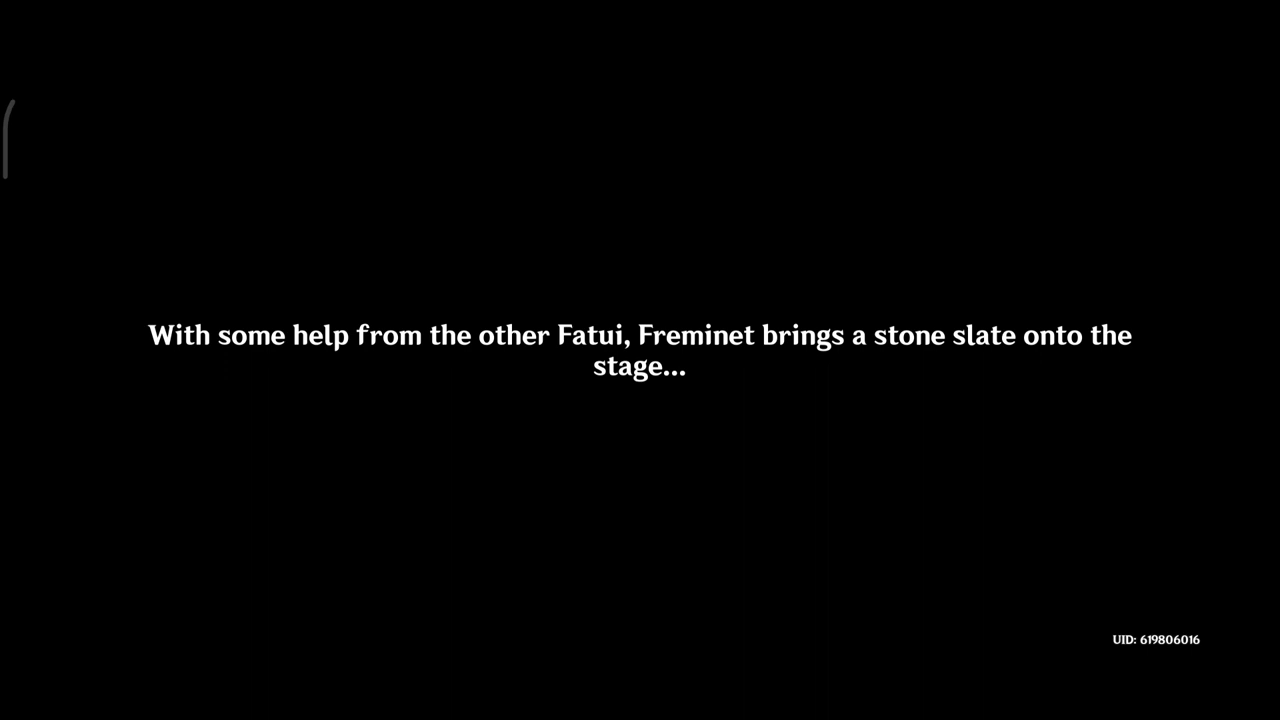 With some help from the other Fatui, Freminet brings a stone slate onto the
stage...
UID: 619806016